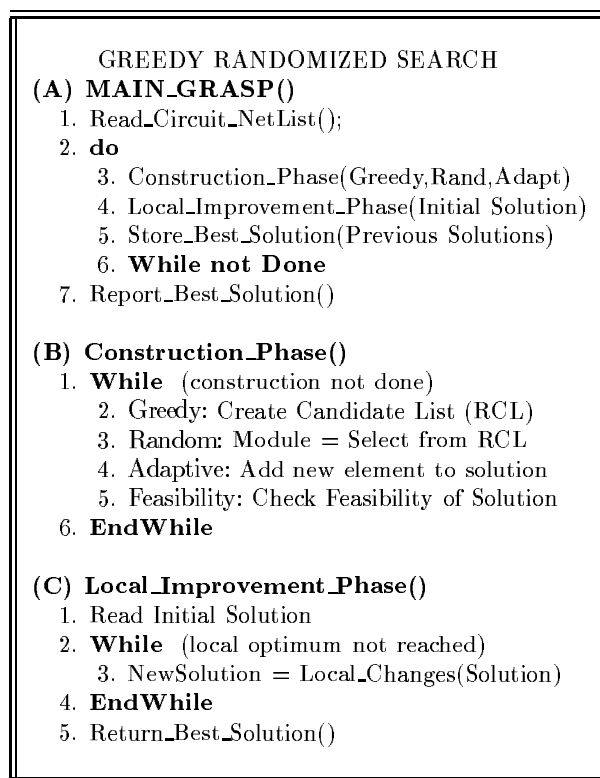 GREEDY RANDOMIZED SEARCH
(A) MAIN_GRASP()
1. Read_Circuit_NetList();
2. do
3. Construction_Phase(Greedy,Rand,Adapt)
4. Local_Improvement_Phase(Initial Solution)
5. Store_Best_Solution(Previous Solutions)
6. While not Done
7. Report_Best_Solution()
(B) Construction_Phase()
1. While (construction not done)
2. Greedy: Create Candidate List (RCL)
3. Random: Module = Select from RCL
4. Adaptive: Add new element to solution
5. Feasibility: Check Feasibility of Solution
6. EndWhile
(C) Local_Improvement_Phase()
1. Read Initial Solution
2. While (local optimum not reached)
3. NewSolution = Local_Changes(Solution)
4. EndWhile
5. Return_Best_Solution()